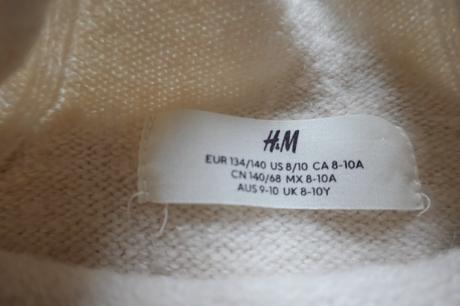 H&M
EUR 134/140 US 8/10 CA 8-10A
CN 140/68 MX 8-10A
AUS 9-10 UK 8-10Y